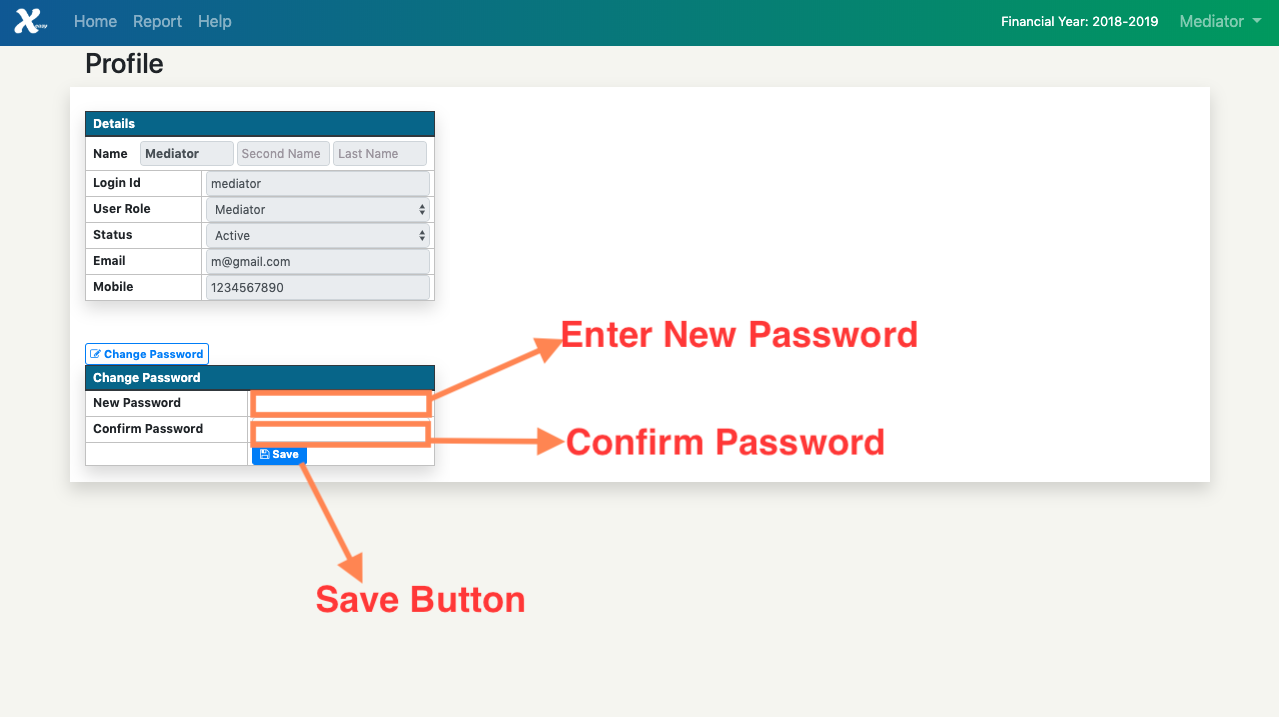 Xeasy Home Report Help Financial Year: 2018-2019 Mediator
Profile
Details
Name Mediator Second Name Last Name
Login Id mediator
User Role Mediator
Status Active
Email m@gmail.com
Mobile 1234567890
Enter New Password
Change Password
Change Password
New Password
Confirm Password
Confirm Password
Save
Save Button